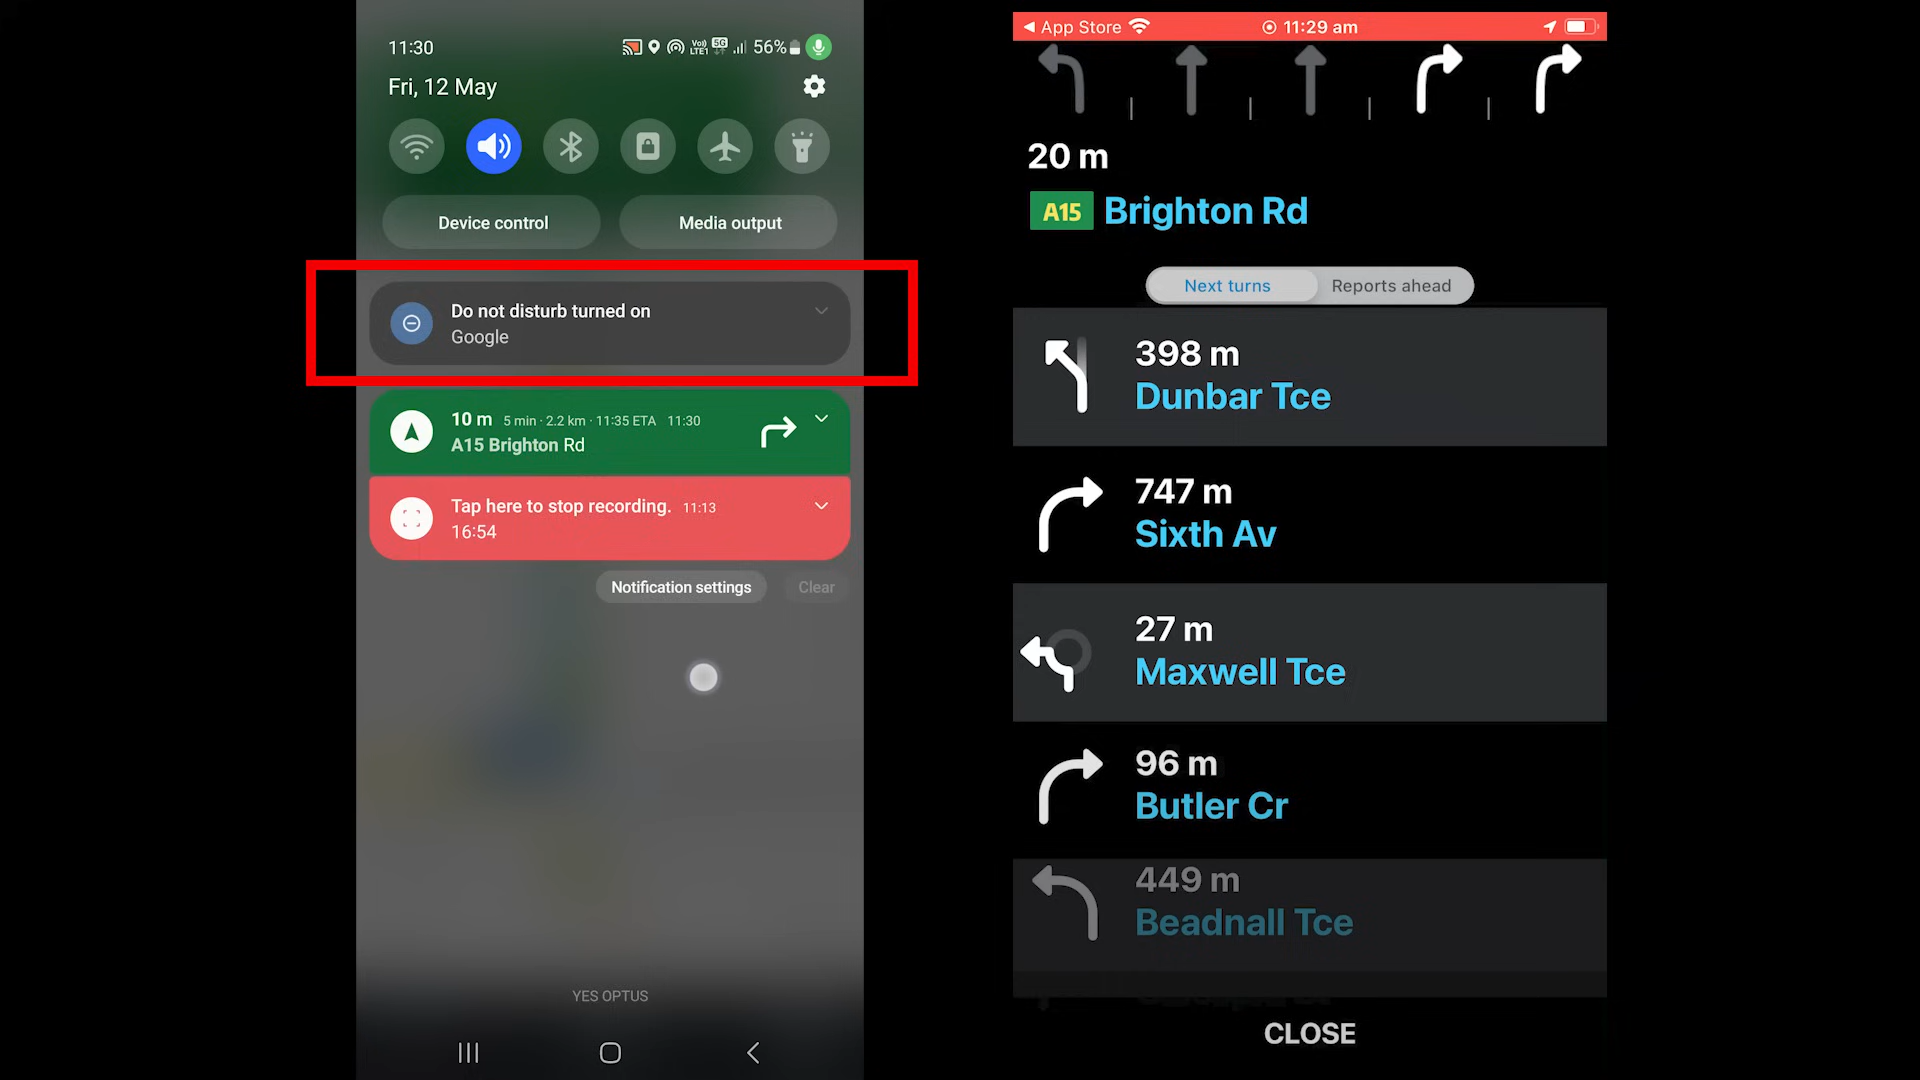 11:30
Vo) LTE1 5G 56%
Fri, 12 May
Device control
Media output
Do not disturb turned on
Google
10 m 5 min · 2.2 km · 11:35 ETA 11:30
A15 Brighton Rd
Tap here to stop recording. 11:13
16:54
Notification settings
Clear
YES OPTUS
App Store 11:29 am
20 m
A15 Brighton Rd
Next turns
Reports ahead
398 m
Dunbar Tce
747 m
Sixth Av
27 m
Maxwell Tce
96 m
Butler Cr
449 m
Beadnall Tce
CLOSE